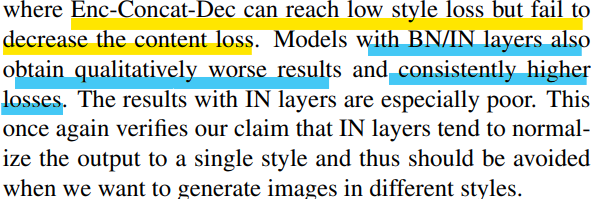 where Enc-Concat-Dec can reach low style loss but fail to
decrease the content loss. Models with BN/IN layers also
obtain qualitatively worse results and consistently higher
losses. The results with IN layers are especially poor. This
once again verifies our claim that IN layers tend to normal-
ize the output to a single style and thus should be avoided
when we want to generate images in different styles.